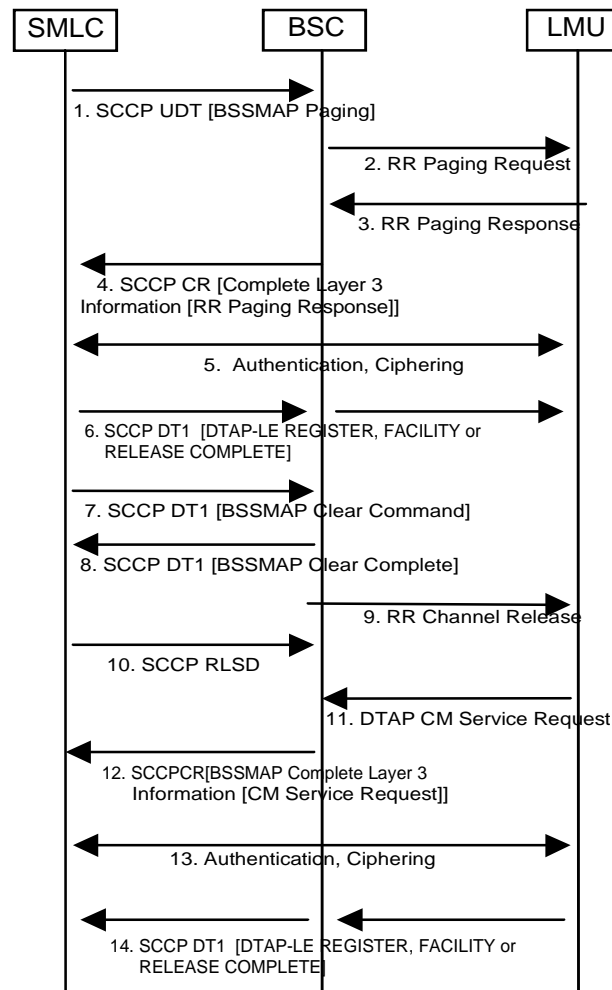 SMLC BSC LMU
1. SCCP UDT [BSSMAP Paging]
2. RR Paging Request
3. RR Paging Response
4. SCCP CR [Complete Layer 3
Information [RR Paging Response]]
5. Authentication, Ciphering
6. SCCP DT1 [DTAP-LE REGISTER, FACILITY or
RELEASE COMPLETE]
7. SCCP DT1 [BSSMAP Clear Command]
8. SCCP DT1 [BSSMAP Clear Complete]
9. RR Channel Release
10. SCCP RLSD
11. DTAP CM Service Request
12. SCCPCR[BSSMAP Complete Layer 3
Information [CM Service Request]]
13. Authentication, Ciphering
14. SCCP DT1 [DTAP-LE REGISTER, FACILITY or
RELEASE COMPLETE]